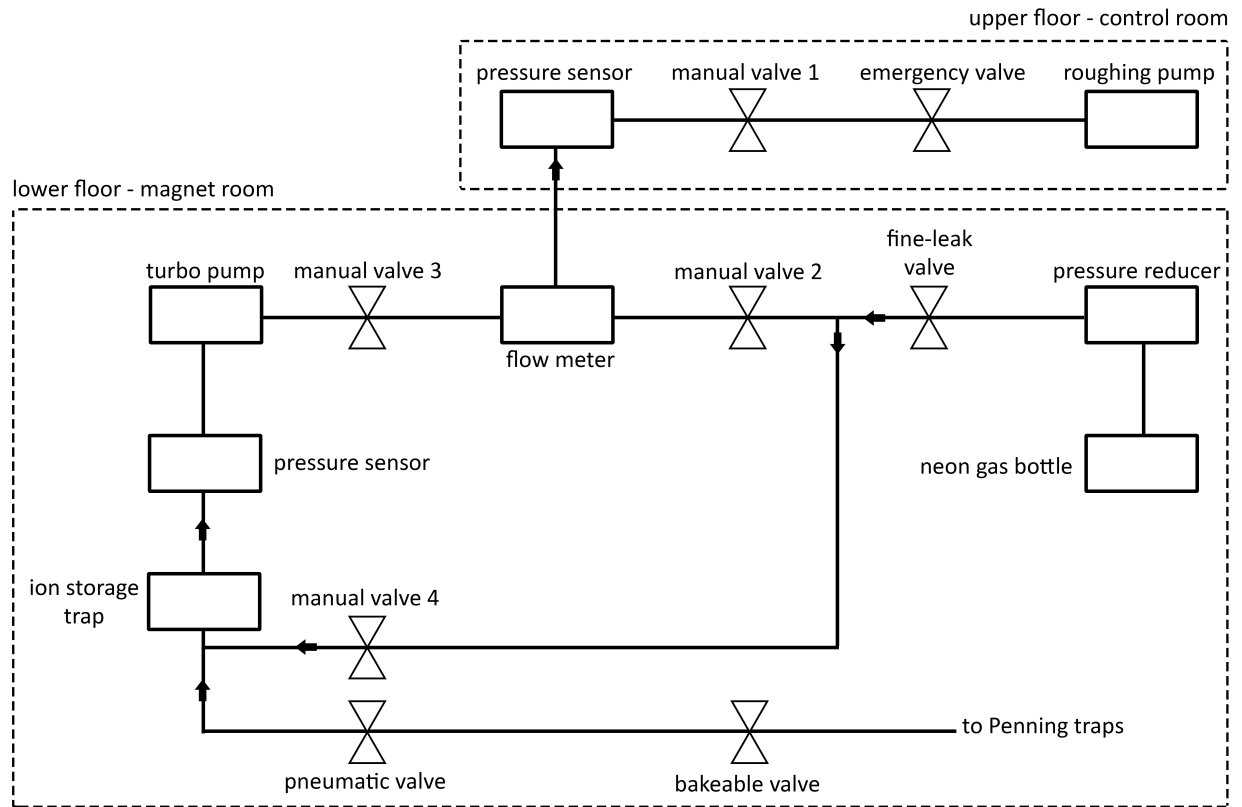 upper floor - control room
pressure sensor
manual valve 1
emergency valve
roughing pump
lower floor - magnet room
turbo pump
manual valve 3
manual valve 2
fine-leak
valve
pressure reducer
flow meter
pressure sensor
neon gas bottle
ion storage
trap
manual valve 4
to Penning traps
pneumatic valve
bakeable valve